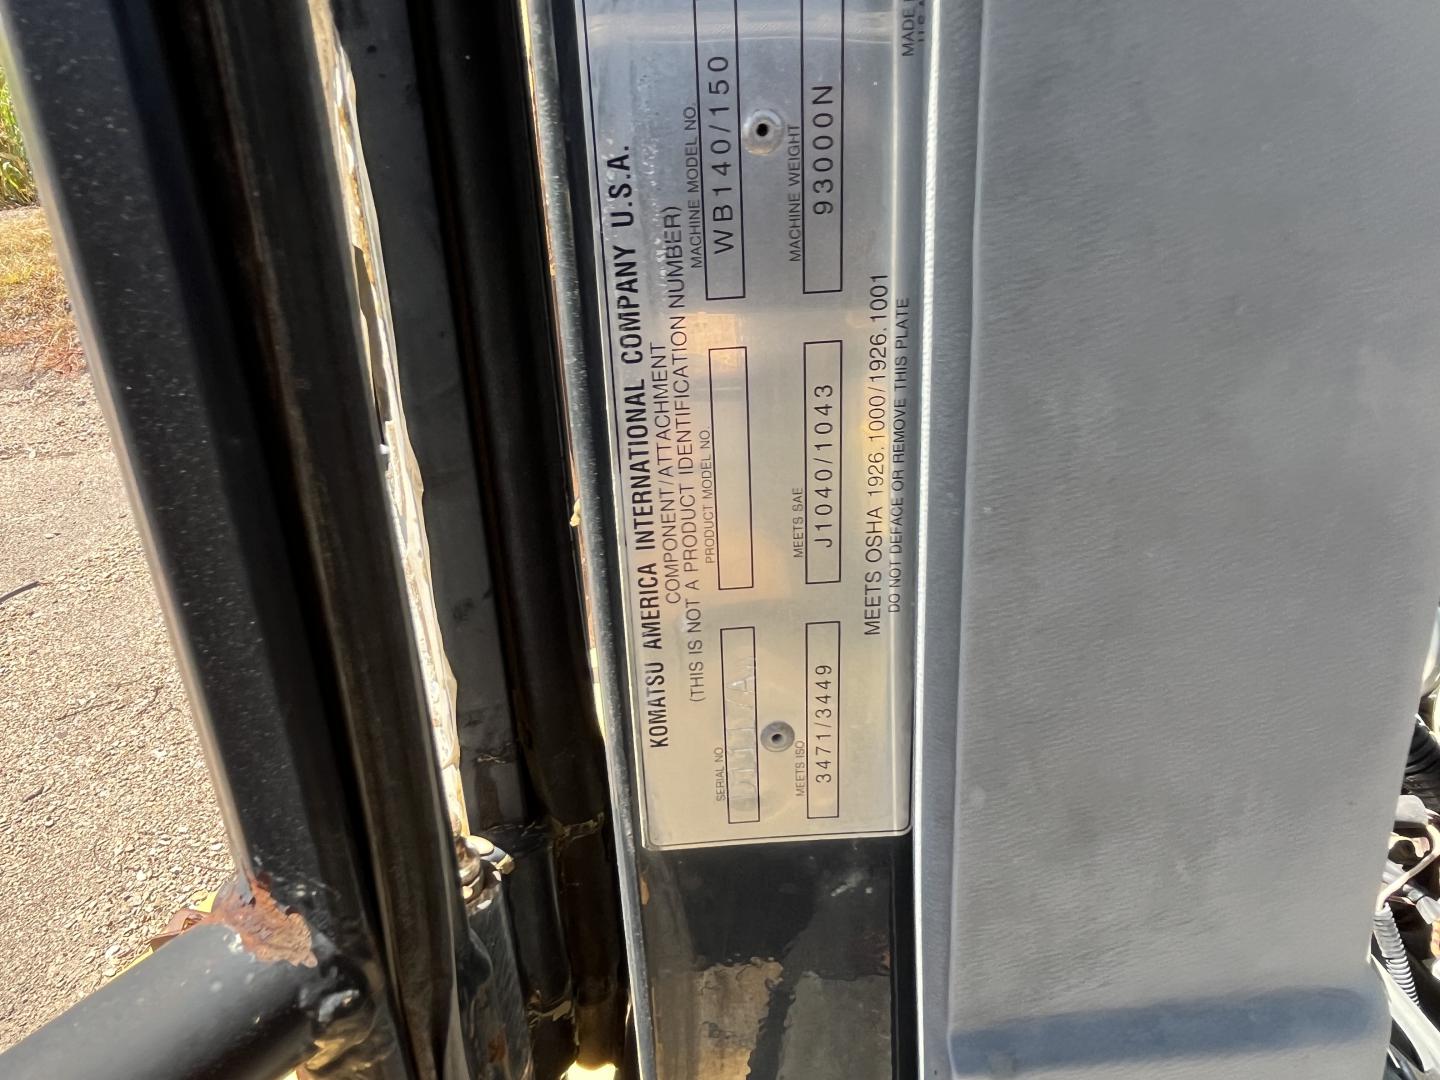 KOMATSU AMERICA INTERNATIONAL COMPANY U.S.A.
COMPONENT/ATTACHMENT
(THIS IS NOT A PRODUCT IDENTIFICATION NUMBER)
SERIAL NO
PRODUCT MODEL NO.
MACHINE MODEL NO.
WB140/150
MEETS ISO
3471/3449
MEETS SAE
J1040/1043
MACHINE WEIGHT
93000N
MEETS OSHA 1926.1000/1926.1001
DO NOT DEFACE OR REMOVE THIS PLATE
MADE